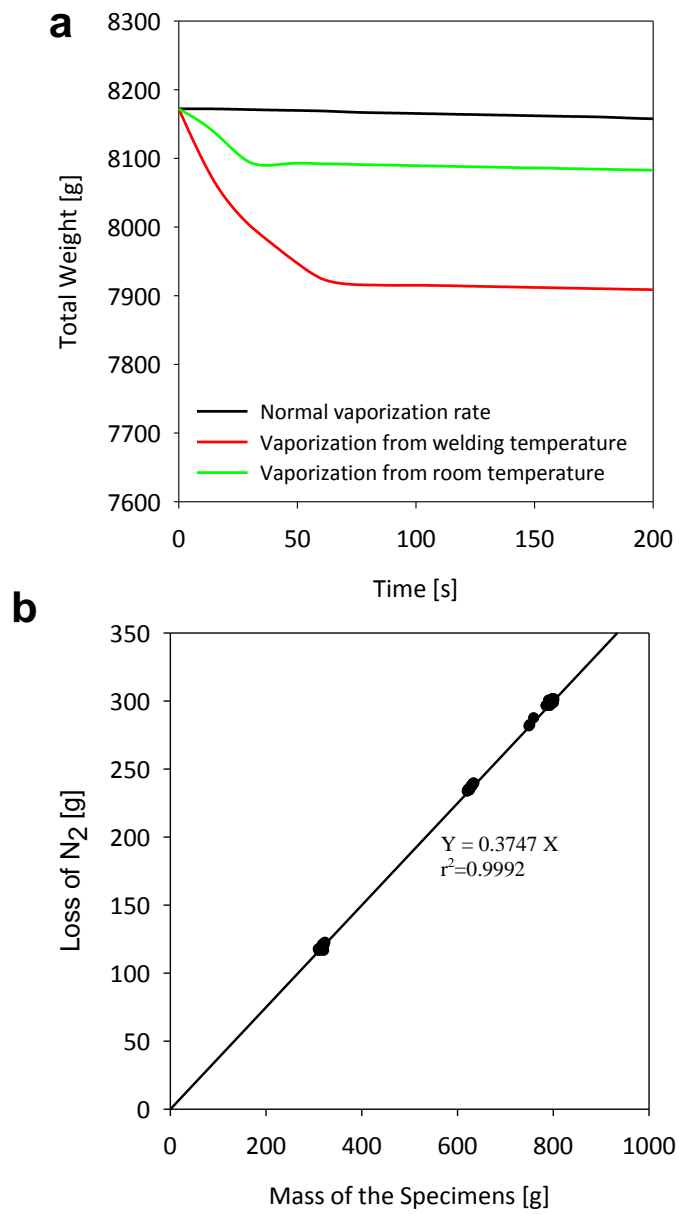 a
8300
8200
8100
8000
7900
7800
7700
7600
Total Weight [g]
Normal vaporization rate
Vaporization from welding temperature
Vaporization from room temperature
0 50 100 150 200
Time [s]
b
350
300
250
200
150
100
50
0
Loss of N2 [g]
Y = 0.3747 X
r²=0.9992
0 200 400 600 800 1000
Mass of the Specimens [g]